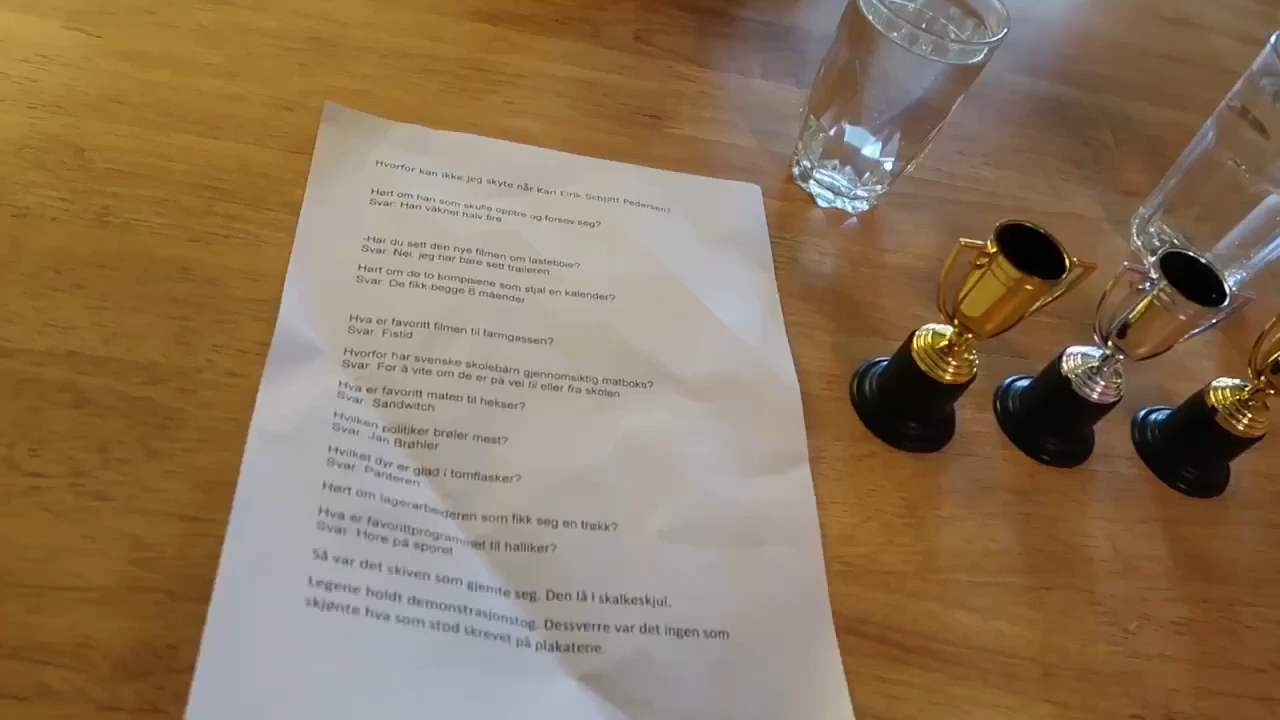 Hvorfor kan ikke jeg skyte når Karl Eirik Schjøtt Pedersen?
Hørt om han som skulle opptre og forsov seg?
Svar: Han våknet halv fire
-Har du sett den nye filmen om lastebbie?
Svar: Nei, jeg har bare sett traileren.
Hørt om de to komppisene som stjal en kalender?
Svar: De fikk begge 6 måender
Hva er favoritt filmen til tarmgassen?
Svar: Fistid
Hvorfor har svenske skolebarn gjennomsiktig matboks?
Svar: For å vite om de er på vei til eller fra skolen
Hva er favoritt maten til hekser?
Svar: Sandwitch
Hvilken politiker brøler mest?
Svar: Jan Brøhler
Hvilket dyr er glad i tomflasker?
Svar: Panteren
Hørt om lagerarbeideren som fikk seg en trøkk?
Hva er favorittprogrammet til halliker?
Svar: Hore på sporet
Så var det skiven som gjemte seg. Den lå i skalkeskjul.
Legene holdt demonstrasjonstog. Dessverre var det ingen som
skjønte hva som stod skrevet på plakatene.